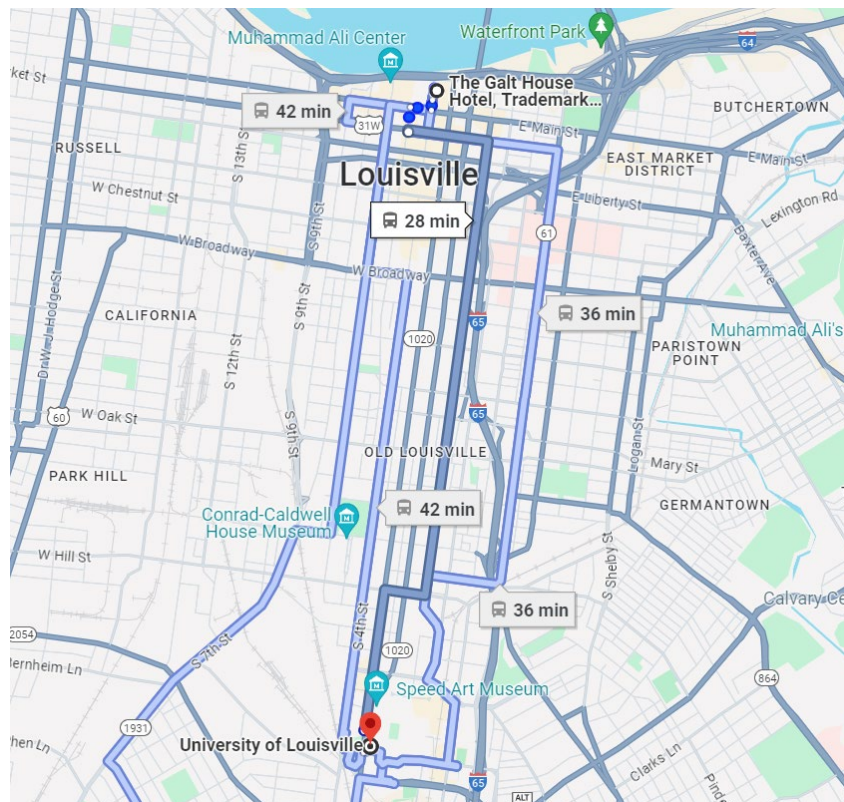 Muhammad Ali Center
Waterfront Park
64
The Galt House
Hotel, Trademark...
BUTCHERTOWN
42 min
31W
E Main St
RUSSELL
S 13th St
EAST MARKET
DISTRICT
E Main St
Louisville
W Chestnut St
S 9th St
E Liberty St
Lexington Rd
28 min
61
Baxter Ave
W Broadway
W Broadway
65
Dr. W. J. Hodge St
CALIFORNIA
S 9th St
36 min
Muhammad Ali's
1020
PARISTOWN
POINT
S 12th St
60
W Oak St
S 9th St
65
Logan St
OLD LOUISVILLE
Mary St
PARK HILL
42 min
GERMANTOWN
Conrad-Caldwell
House Museum
W Hill St
S Shelby St
36 min
Calvary Ce
2054
S 4th St
S 7th St
1020
Bernheim Ln
864
Speed Art Museum
1931
University of Louisville
Clarks Ln
65
ALT